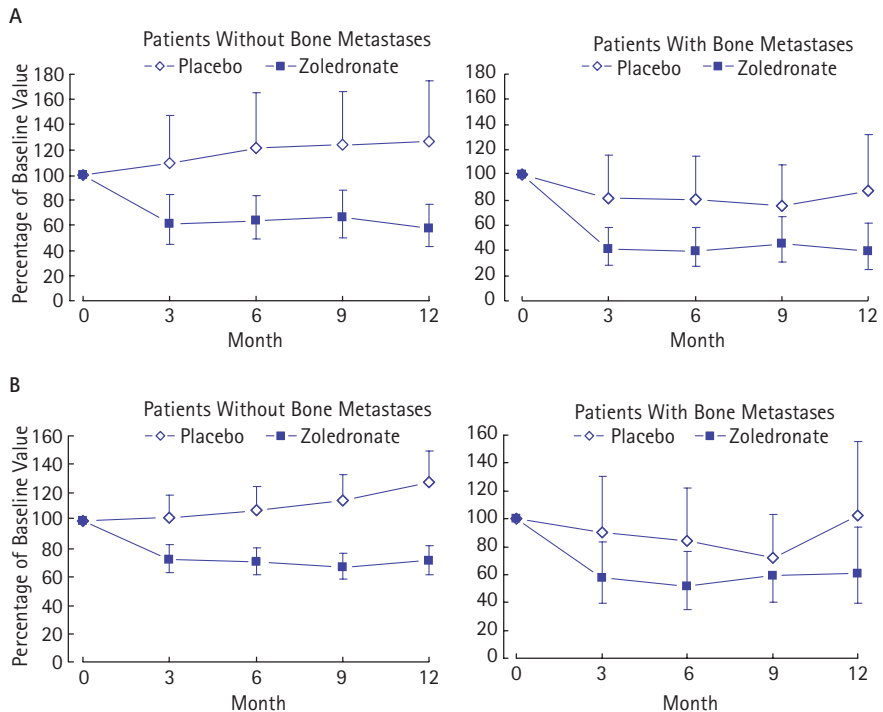 A
Patients Without Bone Metastases
Placebo Zoledronate
Percentage of Baseline Value
180
160
140
120
100
80
60
40
20
0
0 3 6 9 12
Month
Patients With Bone Metastases
Placebo Zoledronate
180
160
140
120
100
80
60
40
20
0
0 3 6 9 12
Month
B
Patients Without Bone Metastases
Placebo Zoledronate
Percentage of Baseline Value
160
140
120
100
80
60
40
20
0
0 3 6 9 12
Month
Patients With Bone Metastases
Placebo Zoledronate
160
140
120
100
80
60
40
20
0
0 3 6 9 12
Month